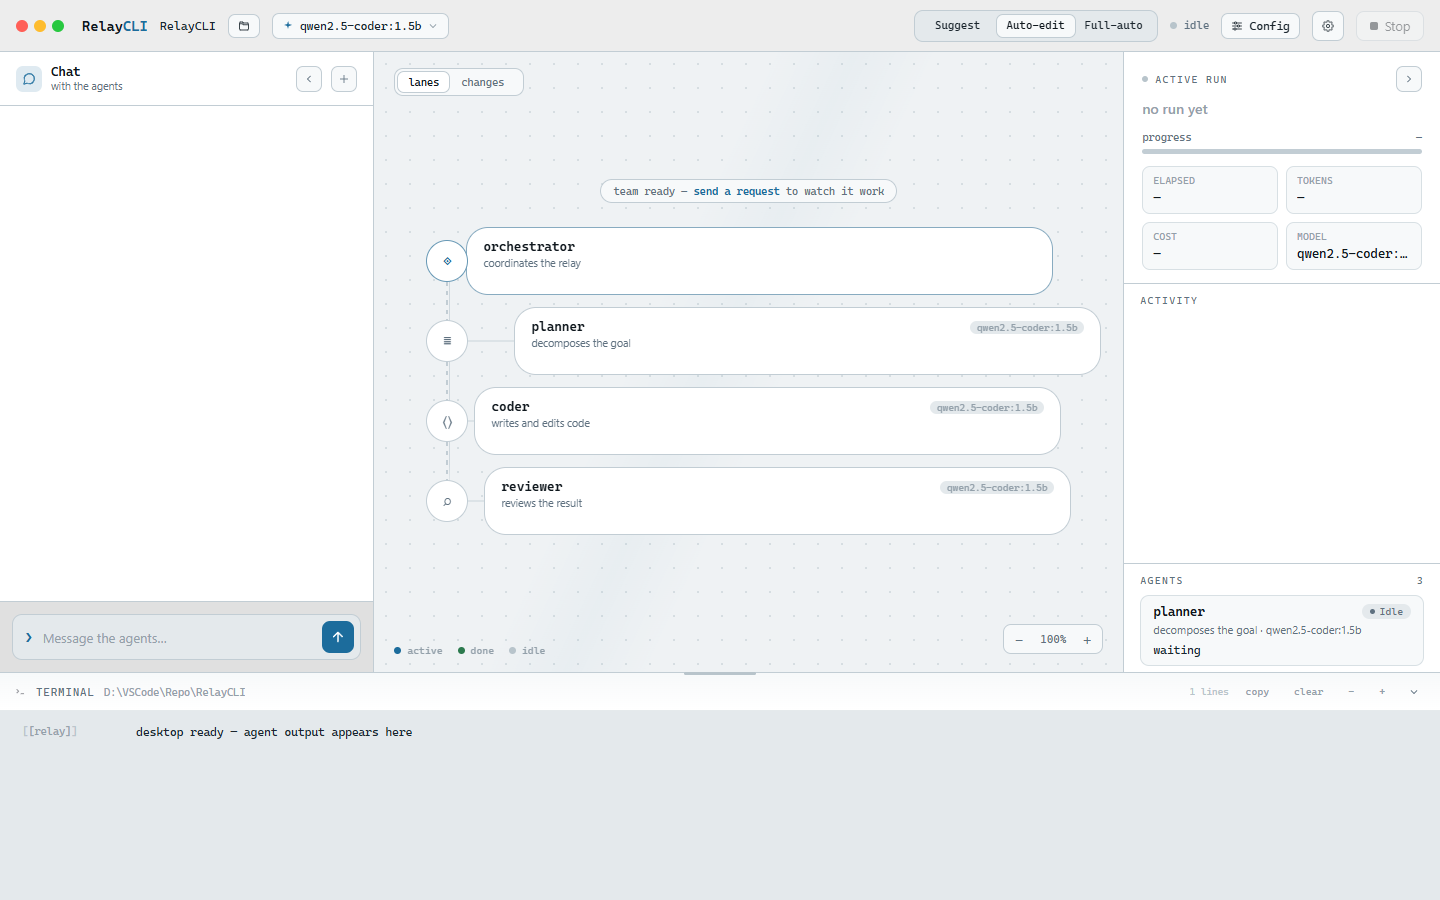 RelayCLI RelayCLI qwen2.5-coder:1.5b Suggest Auto-edit Full-auto idle Config Stop
Chat
with the agents
Message the agents...
lanes changes
team ready — send a request to watch it work
orchestrator
coordinates the relay
planner qwen2.5-coder:1.5b
decomposes the goal
coder qwen2.5-coder:1.5b
writes and edits code
reviewer qwen2.5-coder:1.5b
reviews the result
active done idle
− 100% +
ACTIVE RUN
no run yet
progress —
ELAPSED TOKENS
— —
COST MODEL
— qwen2.5-coder:…
ACTIVITY
AGENTS 3
planner Idle
decomposes the goal · qwen2.5-coder:1.5b
waiting
TERMINAL D:\VSCode\Repo\RelayCLI 1 lines copy clear − +
[[relay]] desktop ready — agent output appears here